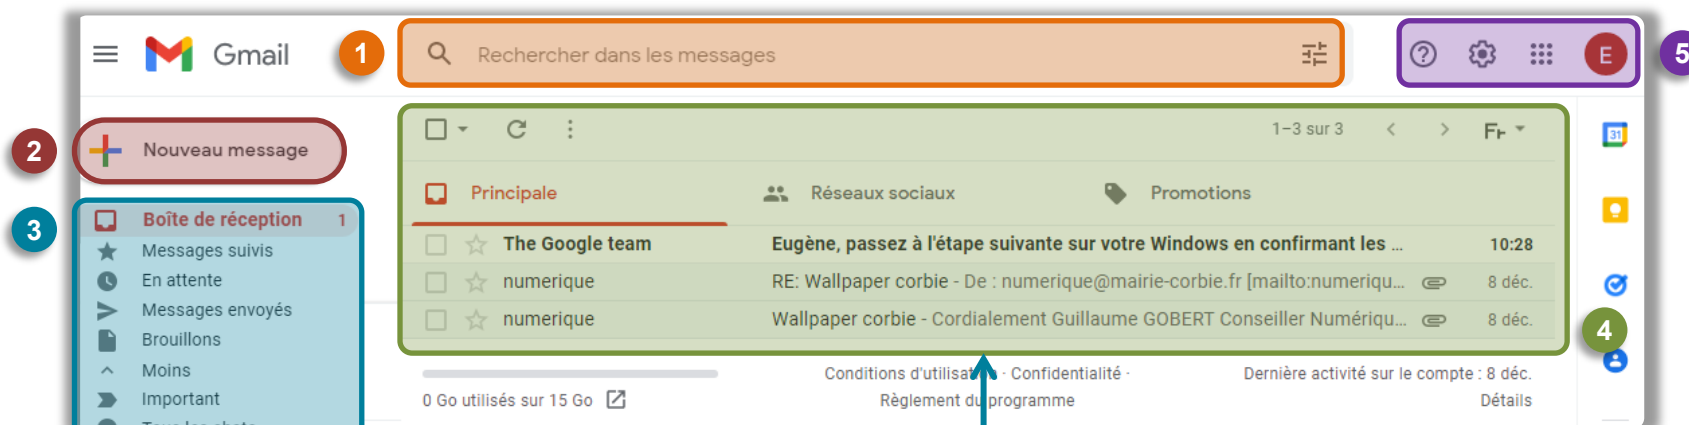 Gmail
1
Rechercher dans les messages
E
5
2
Nouveau message
1–3 sur 3
31
Principale
Réseaux sociaux
Promotions
3
Boîte de réception 1
Messages suivis
En attente
Messages envoyés
Brouillons
Moins
Important
The Google team Eugène, passez à l'étape suivante sur votre Windows en confirmant les ... 10:28
numerique RE: Wallpaper corbie - De : numerique@mairie-corbie.fr [mailto:numeriqu... 8 déc.
numerique Wallpaper corbie - Cordialement Guillaume GOBERT Conseiller Numériqu... 8 déc.
4
0 Go utilisés sur 15 Go
Conditions · Confidentialité ·
Règlement du programme
Dernière activité sur le compte : 8 déc.
Détails